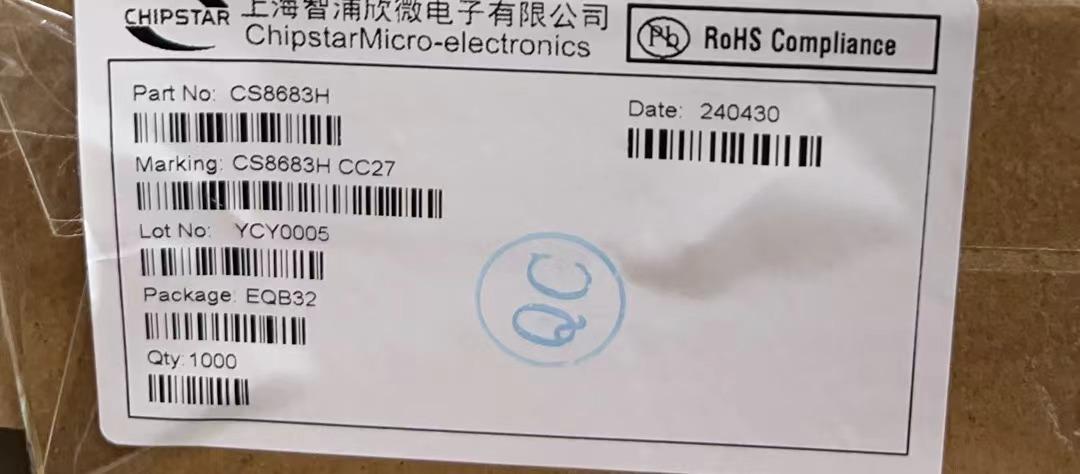 CHIPSTAR
上海智浦欣微电子有限公司
ChipstarMicro-electronics
Pb
RoHS Compliance
Part No: CS8683H
Date: 240430
Marking: CS8683H CC27
Lot No: YCY0005
Package: EQB32
Qty: 1000
QC